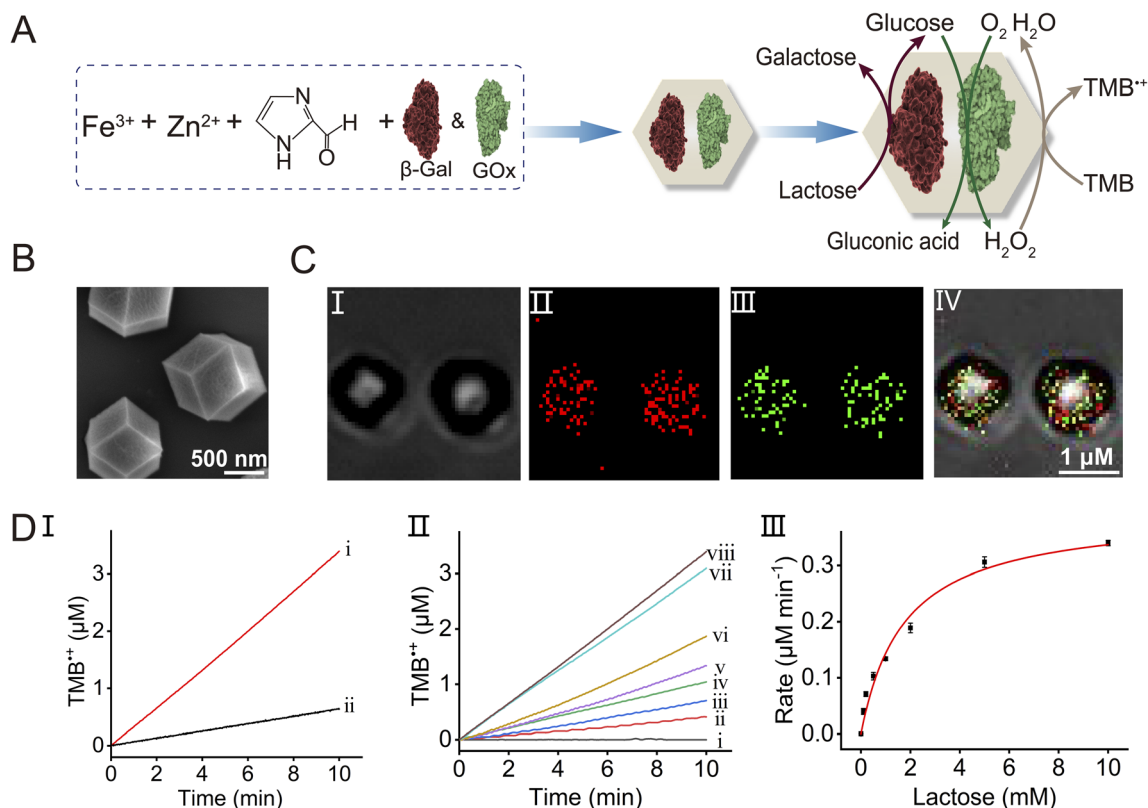 A
Fe³⁺ + Zn²⁺ +
N
NH
H
O
+
&
β-Gal
GOx
Glucose
O₂ H₂O
Galactose
TMB•⁺
Lactose
TMB
Gluconic acid
H₂O₂
B
500 nm
C
I
II
III
IV
1 µM
D
I
TMB•⁺ (µM)
3
2
1
0
i
ii
0 2 4 6 8 10
Time (min)
II
TMB•⁺ (µM)
3
2
1
0
viii
vii
vi
v
iv
iii
ii
i
0 2 4 6 8 10
Time (min)
III
Rate (µM min⁻¹)
0.3
0.2
0.1
0.0
0 2 4 6 8 10
Lactose (mM)